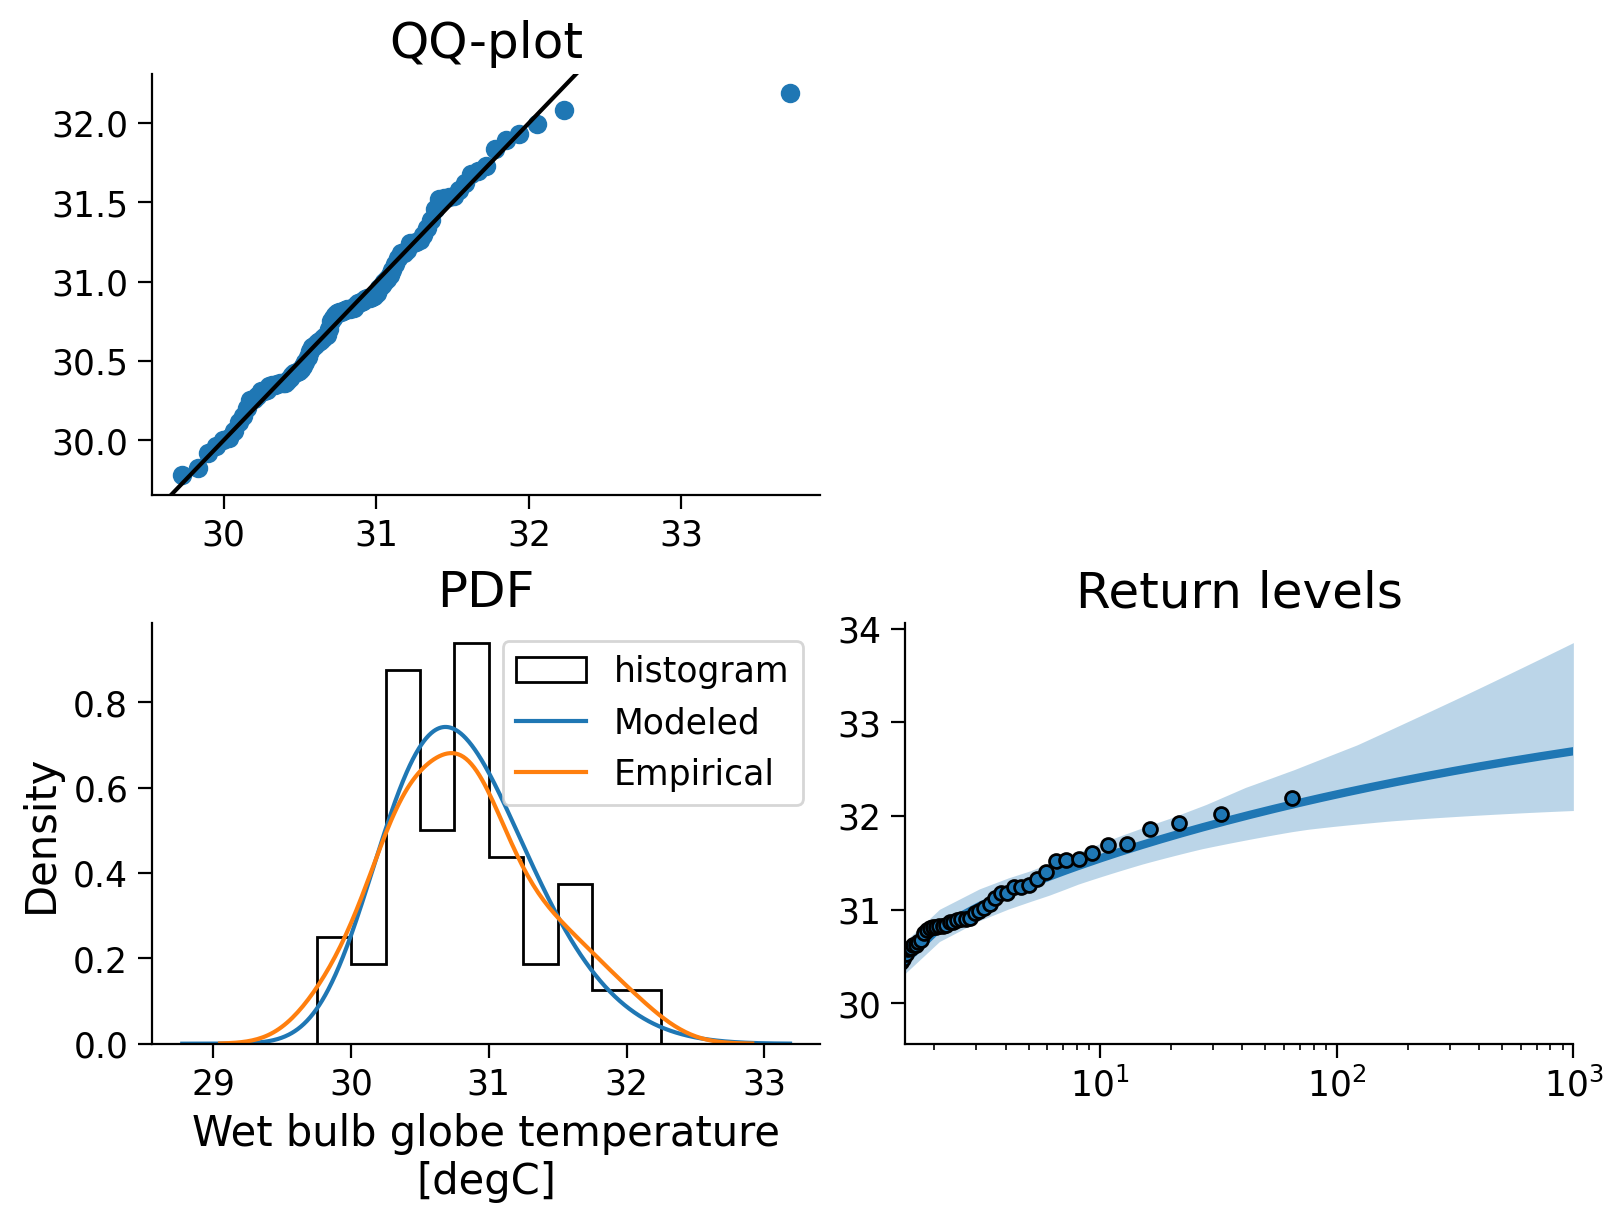 QQ-plot
32.0
31.5
31.0
30.5
30.0
30 31 32 33
PDF
histogram
Modeled
Empirical
Density
0.8
0.6
0.4
0.2
0.0
29 30 31 32 33
Wet bulb globe temperature
[degC]
Return levels
34
33
32
31
30
10¹ 10² 10³